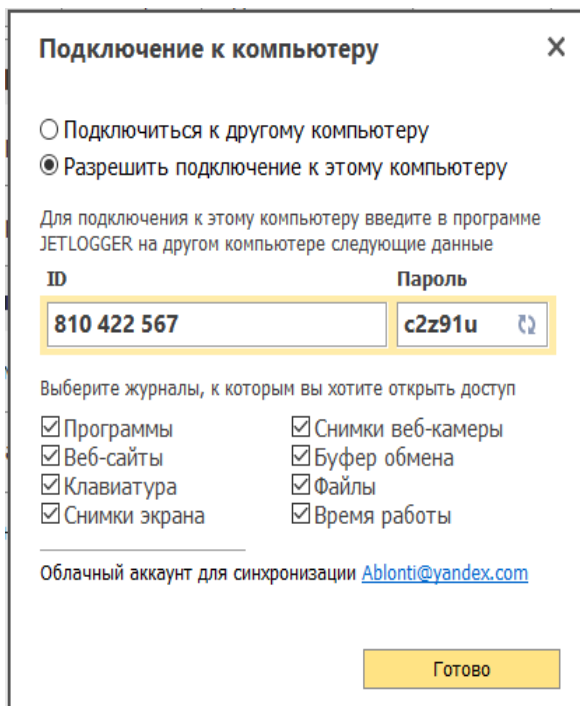 Подключение к компьютеру
Подключиться к другому компьютеру
Разрешить подключение к этому компьютеру
Для подключения к этому компьютеру введите в программе
JETLOGGER на другом компьютере следующие данные
ID Пароль
810 422 567 c2z91u
Выберите журналы, к которым вы хотите открыть доступ
Программы Снимки веб-камеры
Веб-сайты Буфер обмена
Клавиатура Файлы
Снимки экрана Время работы
Облачный аккаунт для синхронизации Ablonti@yandex.com
Готово